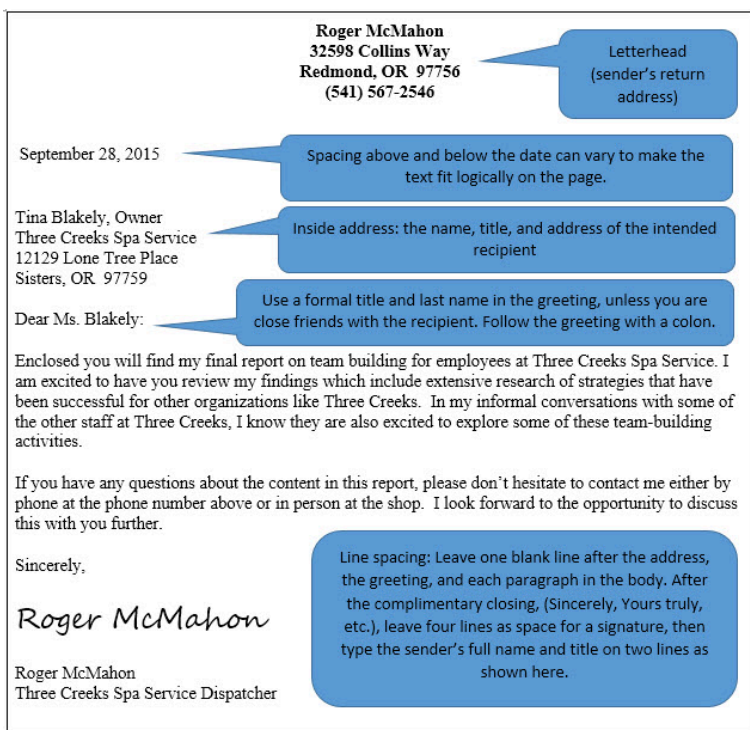 Roger McMahon
32598 Collins Way
Redmond, OR  97756
(541) 567-2546
Letterhead
(sender's return
address)
September 28, 2015
Spacing above and below the date can vary to make the
text fit logically on the page.
Tina Blakely, Owner
Three Creeks Spa Service
12129 Lone Tree Place
Sisters, OR  97759
Inside address: the name, title, and address of the intended
recipient
Dear Ms. Blakely:
Use a formal title and last name in the greeting, unless you are
close friends with the recipient. Follow the greeting with a colon.
Enclosed you will find my final report on team building for employees at Three Creeks Spa Service. I
am excited to have you review my findings which include extensive research of strategies that have
been successful for other organizations like Three Creeks.  In my informal conversations with some of
the other staff at Three Creeks, I know they are also excited to explore some of these team-building
activities.
If you have any questions about the content in this report, please don't hesitate to contact me either by
phone at the phone number above or in person at the shop.  I look forward to the opportunity to discuss
this with you further.
Sincerely,
Roger McMahon
Roger McMahon
Three Creeks Spa Service Dispatcher
Line spacing: Leave one blank line after the address,
the greeting, and each paragraph in the body. After
the complimentary closing, (Sincerely, Yours truly,
etc.), leave four lines as space for a signature, then
type the sender's full name and title on two lines as
shown here.